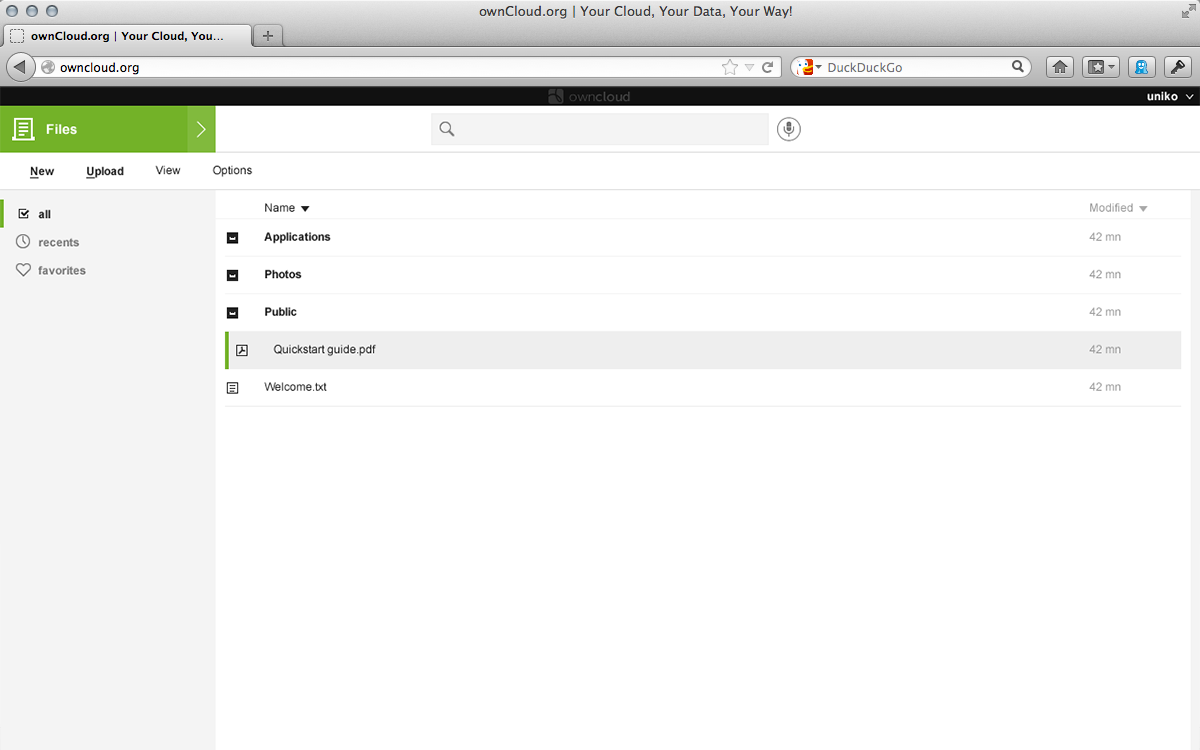 ownCloud.org | Your Cloud, Your Data, Your Way!
ownCloud.org | Your Cloud, You...
owncloud.org
DuckDuckGo
owncloud
uniko
Files
New Upload View Options
all
recents
favorites
Name Modified
Applications 42 mn
Photos 42 mn
Public 42 mn
Quickstart guide.pdf 42 mn
Welcome.txt 42 mn